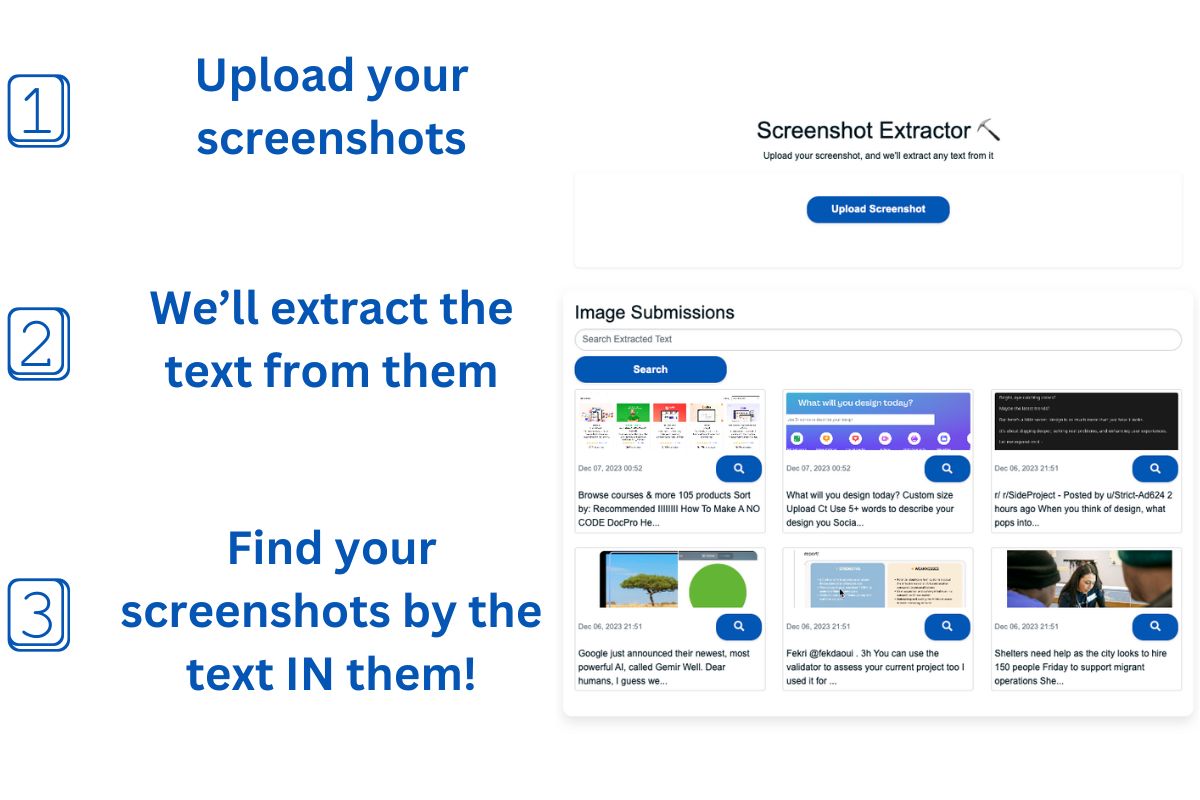 1
Upload your
screenshots
2
We'll extract the
text from them
3
Find your
screenshots by the
text IN them!
Screenshot Extractor
Upload your screenshot, and we'll extract any text from it
Upload Screenshot
Image Submissions
Search Extracted Text
Search
What will you design today?
Dec 07, 2023 00:52
Browse courses & more 105 products Sort
by: Recommended IIIIIIII How To Make A NO
CODE DocPro He...
Dec 07, 2023 00:52
What will you design today? Custom size
Upload Ct Use 5+ words to describe your
design you Socia...
Maybe the latest trends?
Dec 06, 2023 21:51
r/ r/SideProject - Posted by u/Strict-Ad624 2
hours ago When you think of design, what
pops into...
Dec 06, 2023 21:51
Google just announced their newest, most
powerful AI, called Gemir Well. Dear
humans, I guess we...
STRENGTHS
WEAKNESSES
Dec 06, 2023 21:51
Fekri @fekdaoui . 3h You can use the
validator to assess your current project too I
used it for ...
Dec 06, 2023 21:51
Shelters need help as the city looks to hire
150 people Friday to support migrant
operations She...